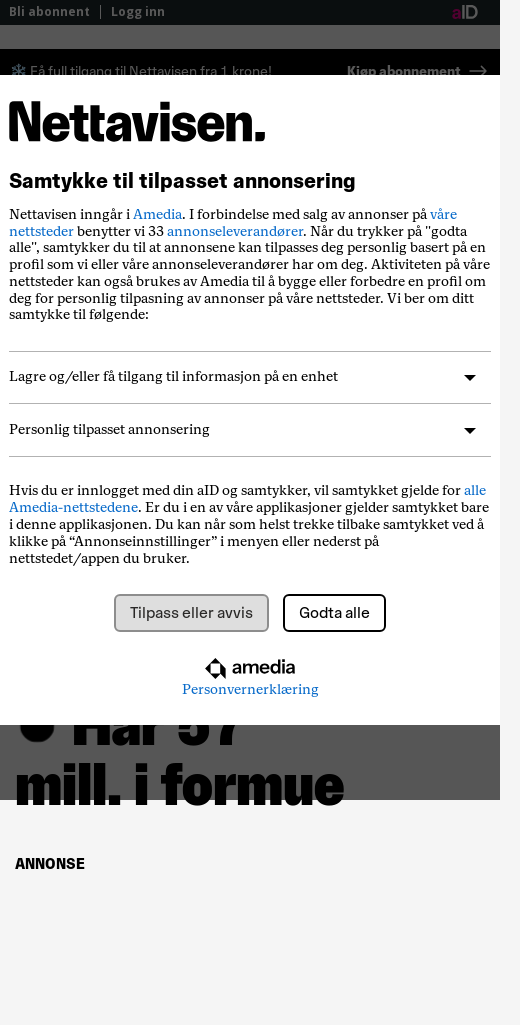 Bli abonnent | Logg inn
aID
Få full tilgang til Nettavisen fra 1 krone!
Kjøp abonnement
Nettavisen.
Samtykke til tilpasset annonsering
Nettavisen inngår i Amedia. I forbindelse med salg av annonser på våre
nettsteder benytter vi 33 annonseleverandører. Når du trykker på "godta
alle", samtykker du til at annonsene kan tilpasses deg personlig basert på en
profil som vi eller våre annonseleverandører har om deg. Aktiviteten på våre
nettsteder kan også brukes av Amedia til å bygge eller forbedre en profil om
deg for personlig tilpasning av annonser på våre nettsteder. Vi ber om ditt
samtykke til følgende:
Lagre og/eller få tilgang til informasjon på en enhet
Personlig tilpasset annonsering
Hvis du er innlogget med din aID og samtykker, vil samtykket gjelde for alle
Amedia-nettstedene. Er du i en av våre applikasjoner gjelder samtykket bare
i denne applikasjonen. Du kan når som helst trekke tilbake samtykket ved å
klikke på “Annonseinnstillinger” i menyen eller nederst på
nettstedet/appen du bruker.
Tilpass eller avvis
Godta alle
amedia
Personvernerklæring
Har 57
mill. i formue
ANNONSE